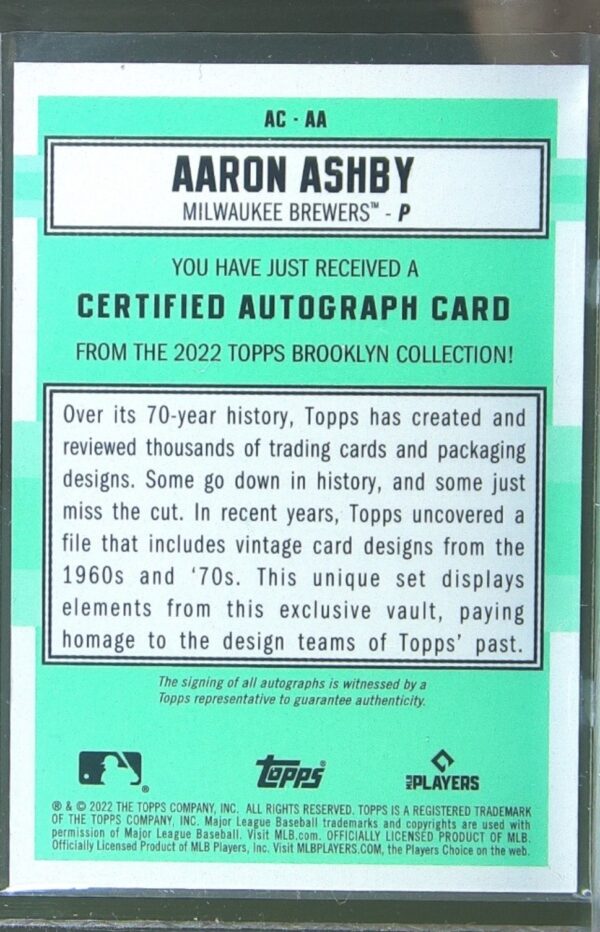 AC - AA
AARON ASHBY
MILWAUKEE BREWERS™ - P
YOU HAVE JUST RECEIVED A
CERTIFIED AUTOGRAPH CARD
FROM THE 2022 TOPPS BROOKLYN COLLECTION!
Over its 70-year history, Topps has created and
reviewed thousands of trading cards and packaging
designs. Some go down in history, and some just
miss the cut. In recent years, Topps uncovered a
file that includes vintage card designs from the
1960s and ‘70s. This unique set displays
elements from this exclusive vault, paying
homage to the design teams of Topps’ past.
The signing of all autographs is witnessed by a
Topps representative to guarantee authenticity.
® Topps® MLB PLAYERS
® & © 2022 THE TOPPS COMPANY, INC. ALL RIGHTS RESERVED. TOPPS IS A REGISTERED TRADEMARK
OF THE TOPPS COMPANY, INC. Major League Baseball trademarks and copyrights are used with
permission of Major League Baseball. Visit MLB.com. OFFICIALLY LICENSED PRODUCT OF MLB.
Officially Licensed Product of MLB Players, Inc. Visit MLBPLAYERS.COM, the Players Choice on the web.